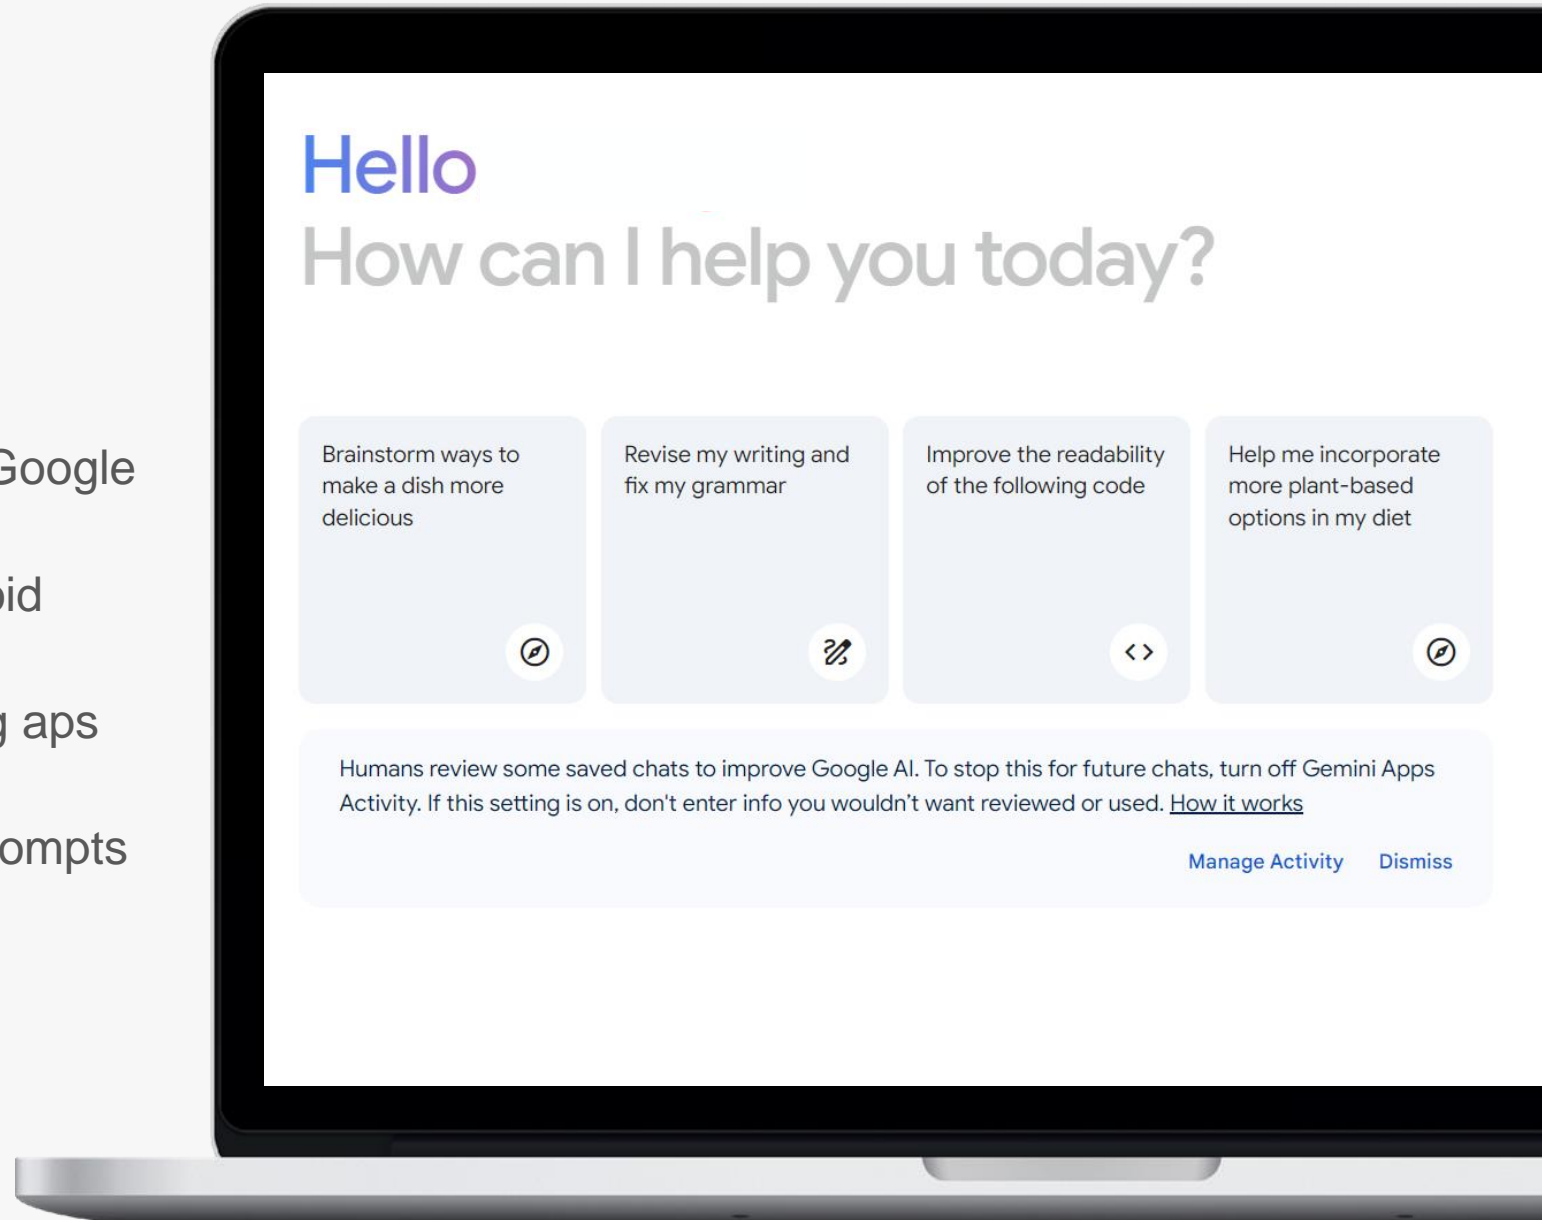 Google
g aps
Hello
How can I help you today?
Brainstorm ways to
make a dish more
delicious
Revise my writing and
fix my grammar
Improve the readability
of the following code
Help me incorporate
more plant-based
options in my diet
Humans review some saved chats to improve Google AI. To stop this for future chats, turn off Gemini Apps
Activity. If this setting is on, don't enter info you wouldn’t want reviewed or used. How it works
Manage Activity Dismiss